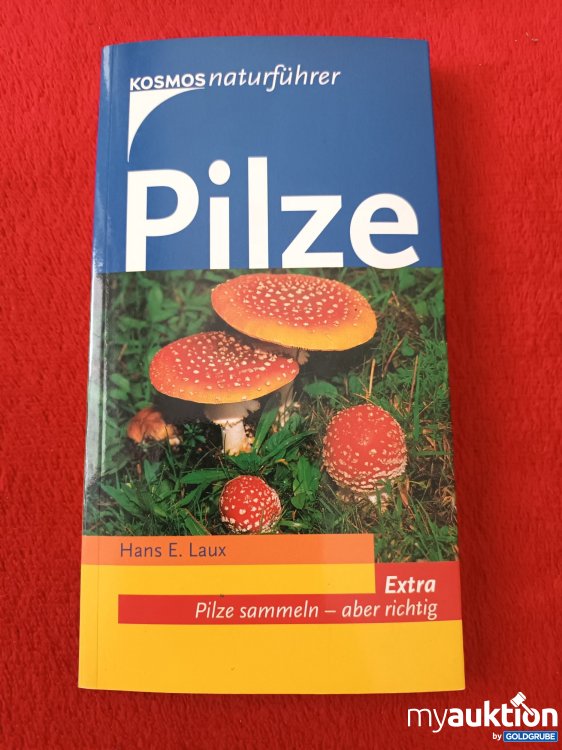 KOSMOS naturführer
Pilze
Hans E. Laux
Extra
Pilze sammeln – aber richtig
myauktion
by GOLDGRUBE